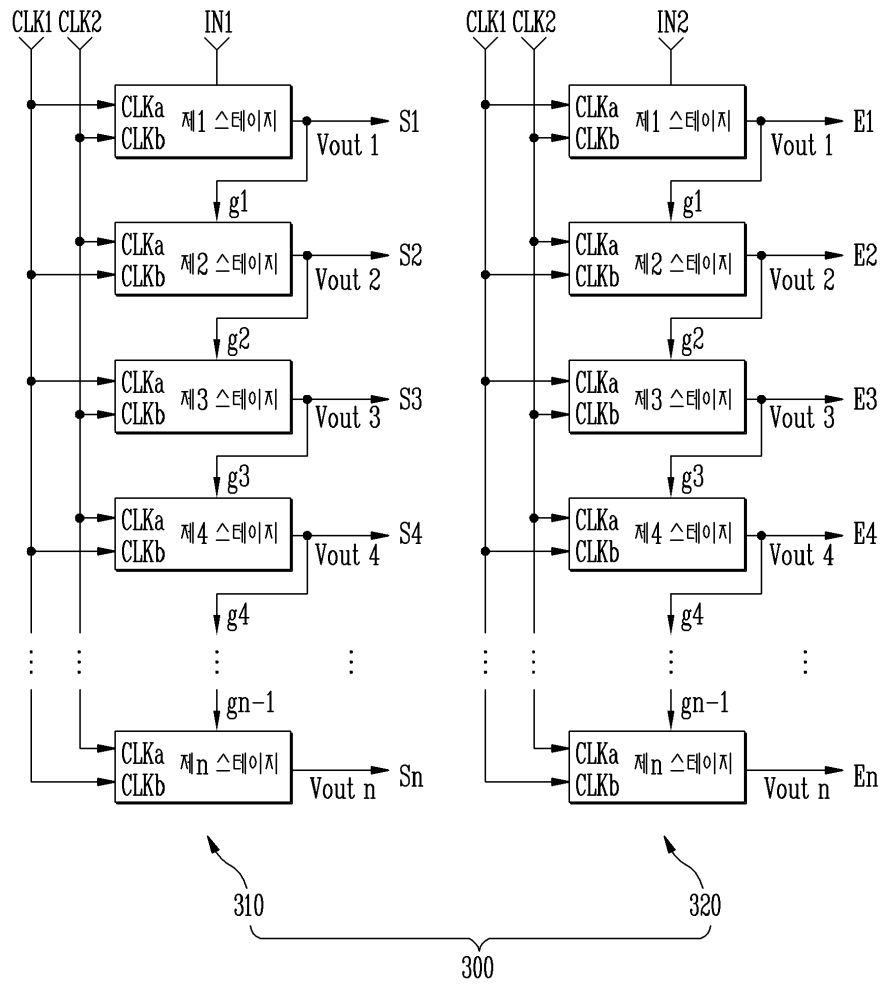 CLK1 CLK2 IN1 CLK1 CLK2 IN2
CLKa 제1 스테이지 S1 CLKa 제1 스테이지 E1
CLKb Vout 1 CLKb Vout 1
g1 g1
CLKa 제2 스테이지 S2 CLKa 제2 스테이지 E2
CLKb Vout 2 CLKb Vout 2
g2 g2
CLKa 제3 스테이지 S3 CLKa 제3 스테이지 E3
CLKb Vout 3 CLKb Vout 3
g3 g3
CLKa 제4 스테이지 S4 CLKa 제4 스테이지 E4
CLKb Vout 4 CLKb Vout 4
g4 g4
gn-1 gn-1
CLKa 제n 스테이지 Sn CLKa 제n 스테이지 En
CLKb Vout n CLKb Vout n
310 320
300